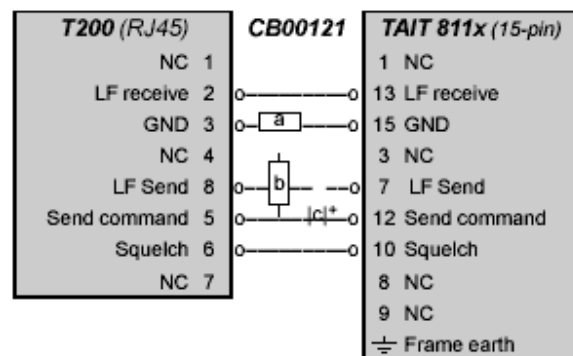 T200 (RJ45) CB00121 TAIT 811x (15-pin)
NC 1 1 NC
LF receive 2 13 LF receive
GND 3 a 15 GND
NC 4 3 NC
LF Send 8 b 7 LF Send
Send command 5 |c|+ 12 Send command
Squelch 6 10 Squelch
NC 7 8 NC
9 NC
Frame earth